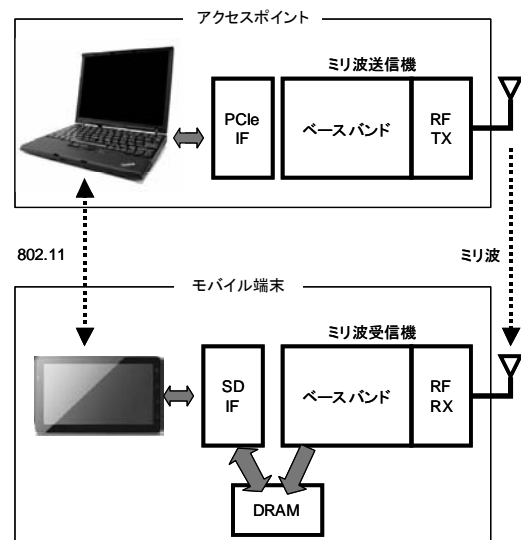 アクセスポイント
ミリ波送信機
PCIe
IF
ベースバンド
RF
TX
802.11
ミリ波
モバイル端末
ミリ波受信機
SD
IF
ベースバンド
RF
RX
DRAM